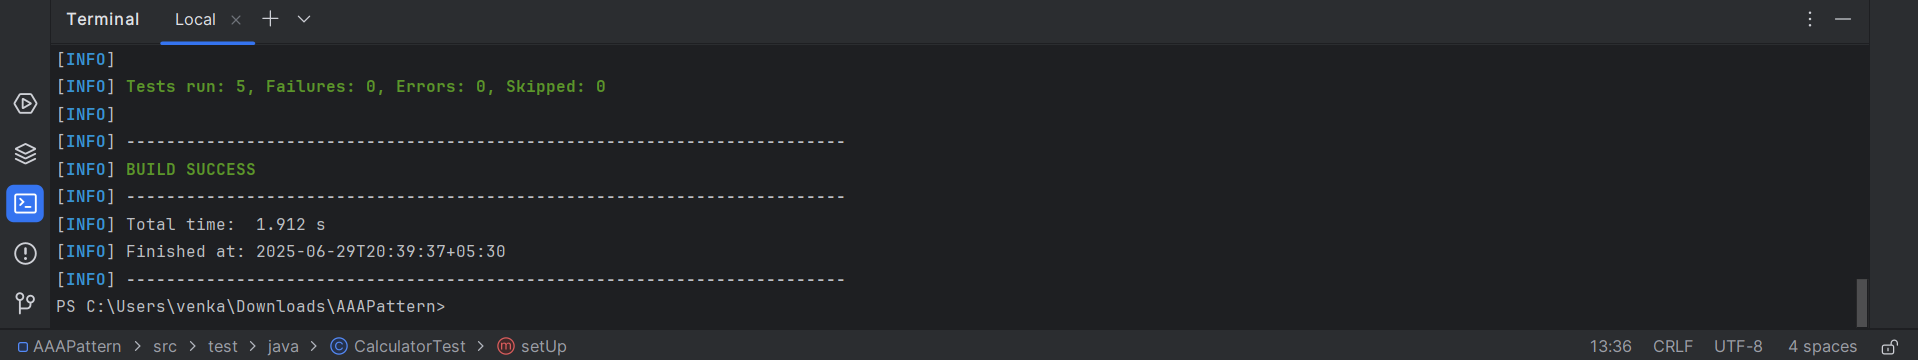 Terminal Local
[INFO]
[INFO] Tests run: 5, Failures: 0, Errors: 0, Skipped: 0
[INFO]
[INFO] ------------------------------------------------------------------------
[INFO] BUILD SUCCESS
[INFO] ------------------------------------------------------------------------
[INFO] Total time:  1.912 s
[INFO] Finished at: 2025-06-29T20:39:37+05:30
[INFO] ------------------------------------------------------------------------
PS C:\Users\venka\Downloads\AAAPattern>
AAAPattern > src > test > java > CalculatorTest > setUp 13:36 CRLF UTF-8 4 spaces